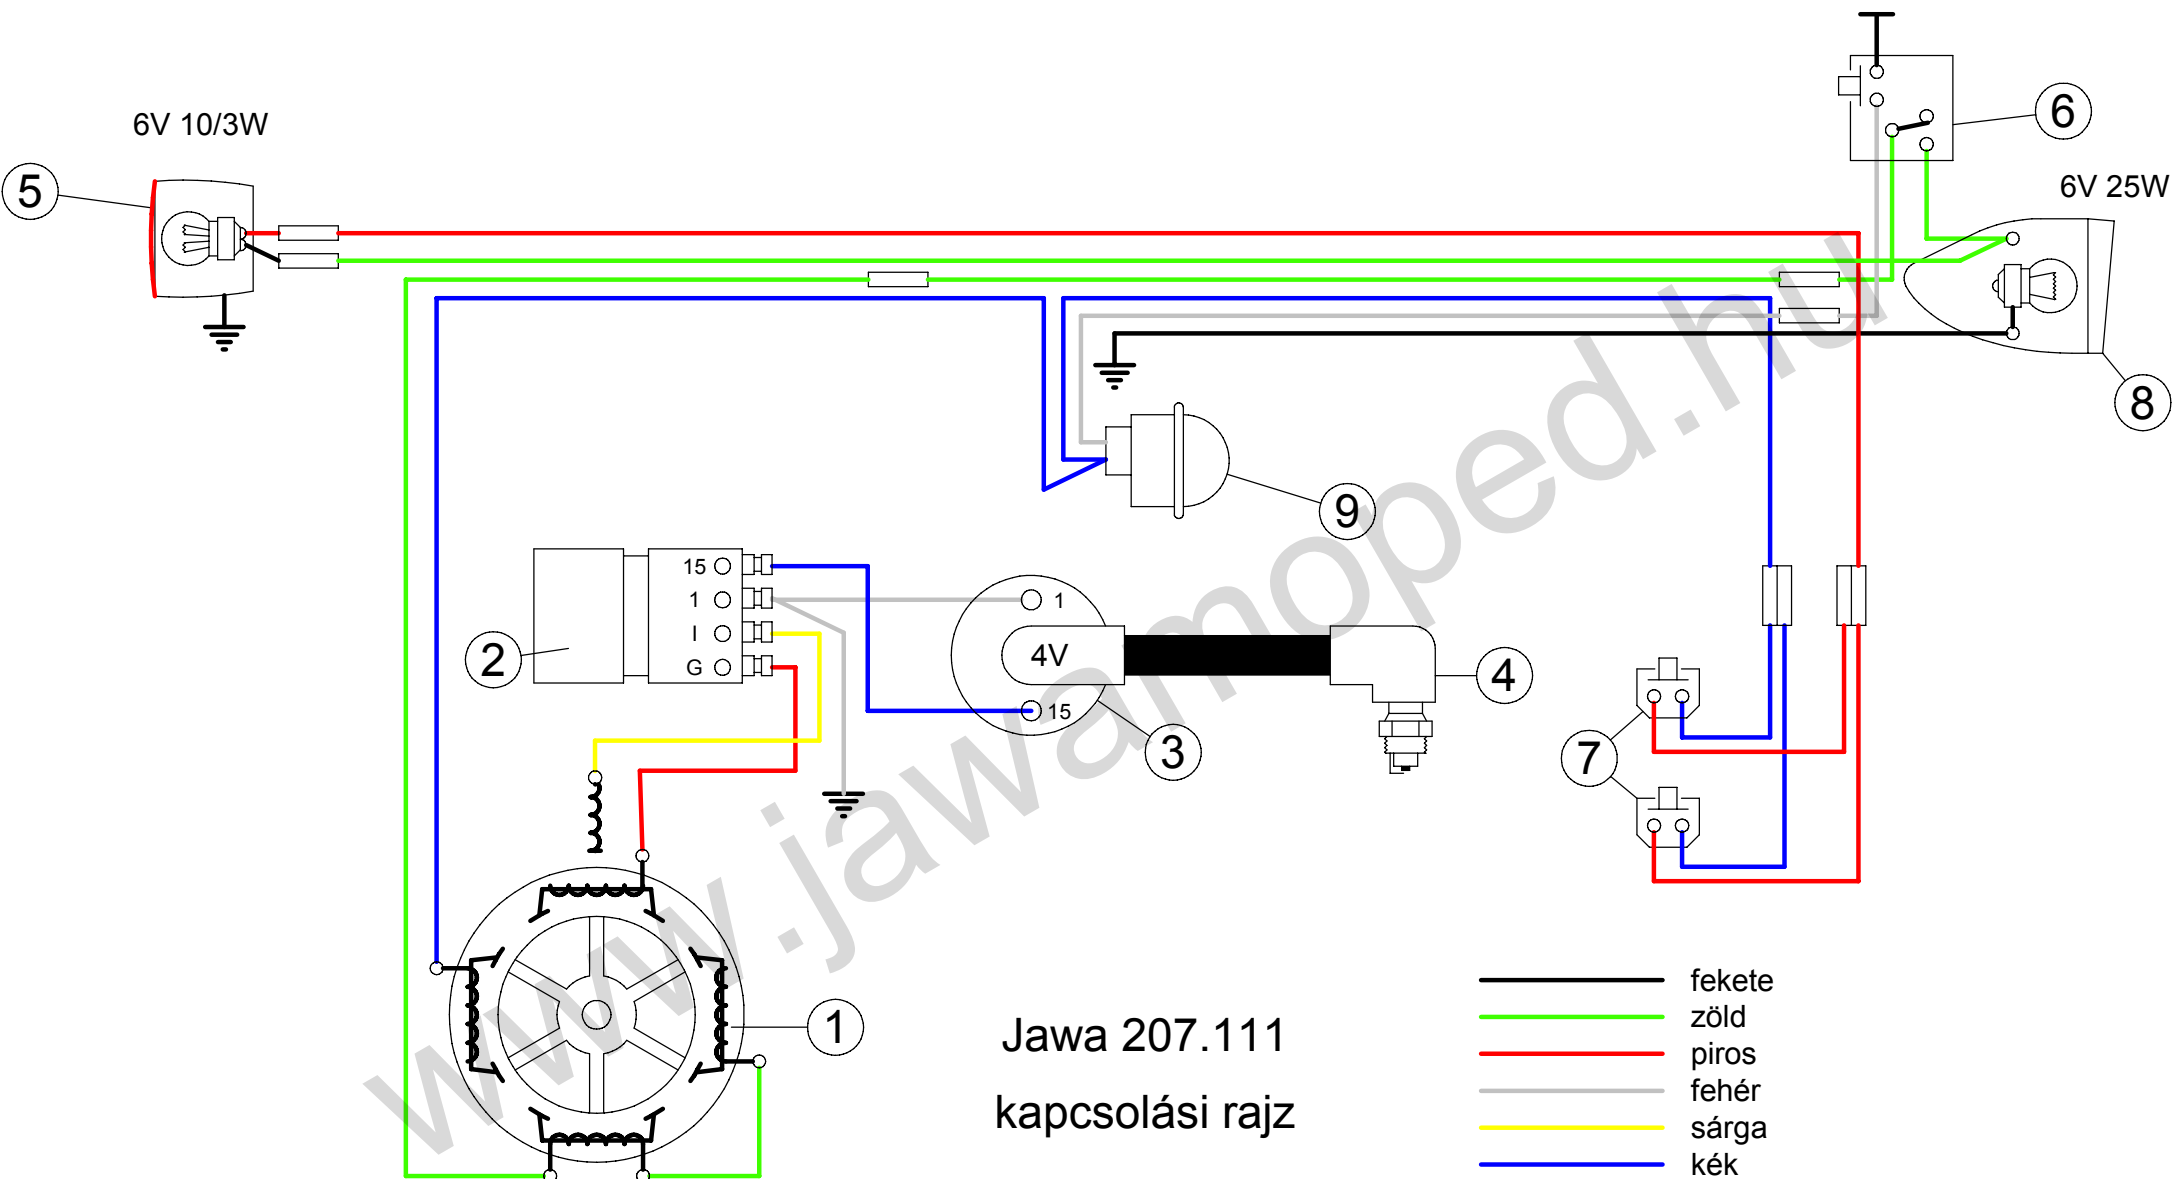 6V 10/3W
5
6
6V 25W
8
9
15
1
I
G
2
1
4V
15
3
4
7
1
Jawa 207.111
kapcsolási rajz
fekete
zöld
piros
fehér
sárga
kék
www.jawamoped.hu